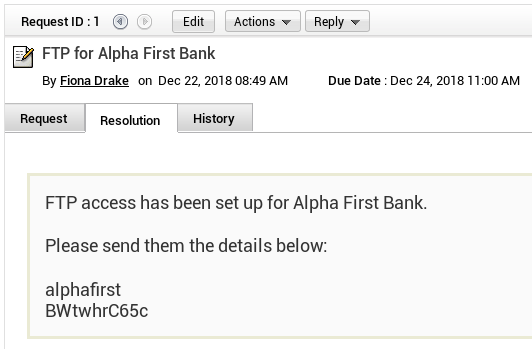 Request ID : 1 Edit Actions Reply
FTP for Alpha First Bank
By Fiona Drake on Dec 22, 2018 08:49 AM Due Date : Dec 24, 2018 11:00 AM
Request Resolution History
FTP access has been set up for Alpha First Bank.
Please send them the details below:
alphafirst
BWtwhrC65c